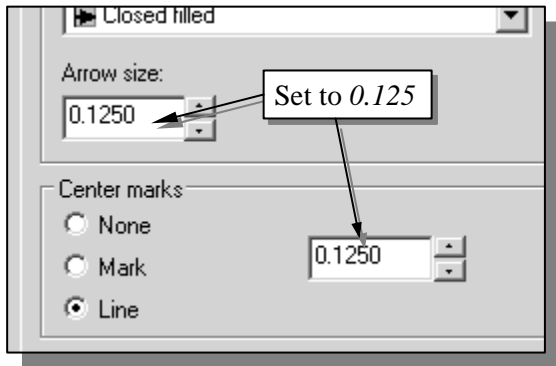 Closed filled
Arrow size:
0.1250
Set to 0.125
Center marks
None
0.1250
Mark
Line